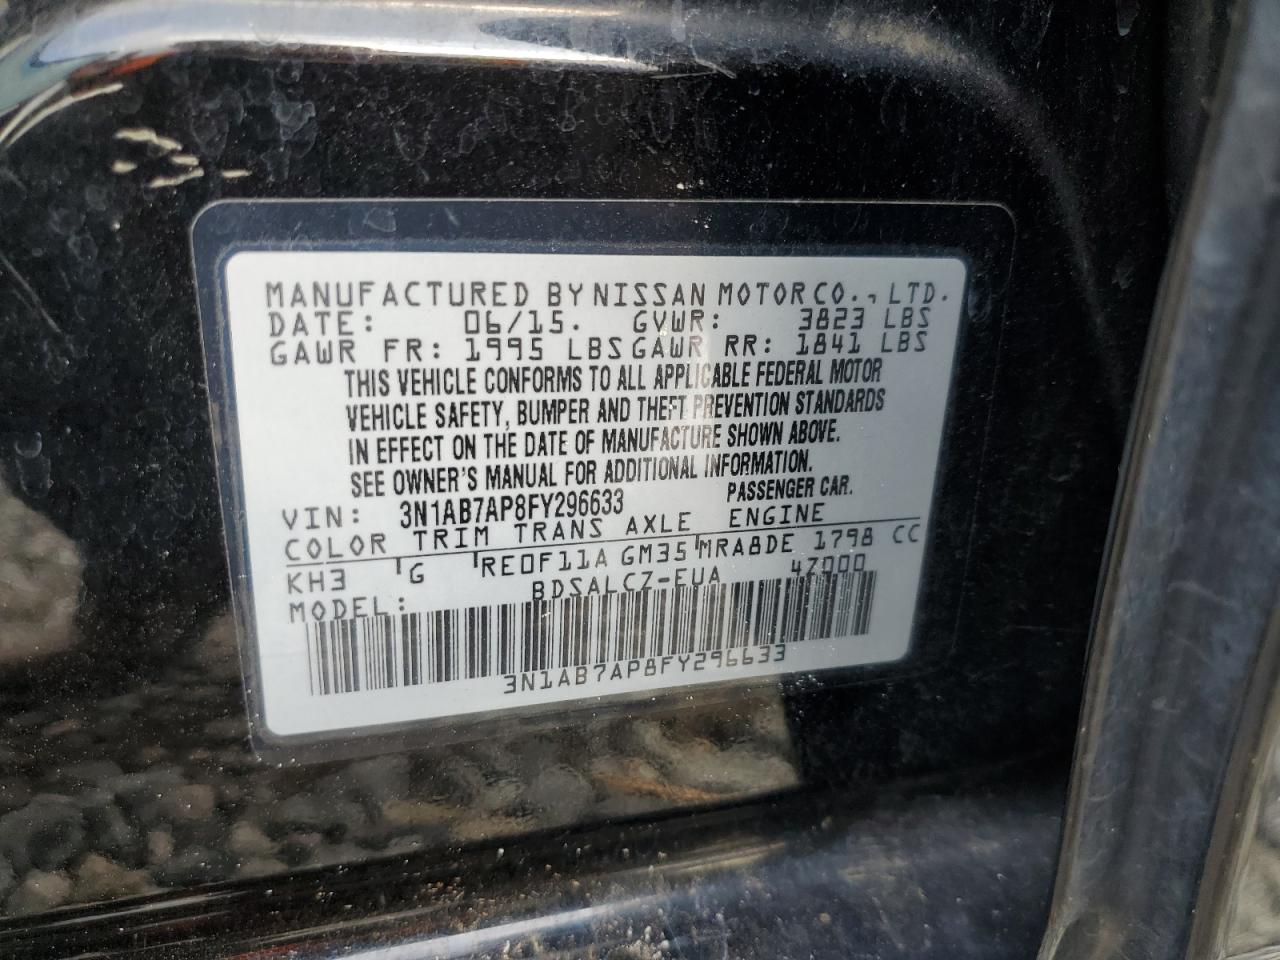 MANUFACTURED BY NISSAN MOTOR CO., LTD.
DATE: 06/15. GVWR: 3823 LBS
GAWR FR: 1995 LBS GAWR RR: 1841 LBS
THIS VEHICLE CONFORMS TO ALL APPLICABLE FEDERAL MOTOR
VEHICLE SAFETY, BUMPER AND THEFT PREVENTION STANDARDS
IN EFFECT ON THE DATE OF MANUFACTURE SHOWN ABOVE.
SEE OWNER'S MANUAL FOR ADDITIONAL INFORMATION.
VIN: 3N1AB7AP8FY296633 PASSENGER CAR.
COLOR TRIM TRANS AXLE ENGINE
KH3 G RE0F11A GM35 MRA8DE 1798 CC
MODEL: BDSALCZ-EUA 4Z000
3N1AB7AP8FY296633